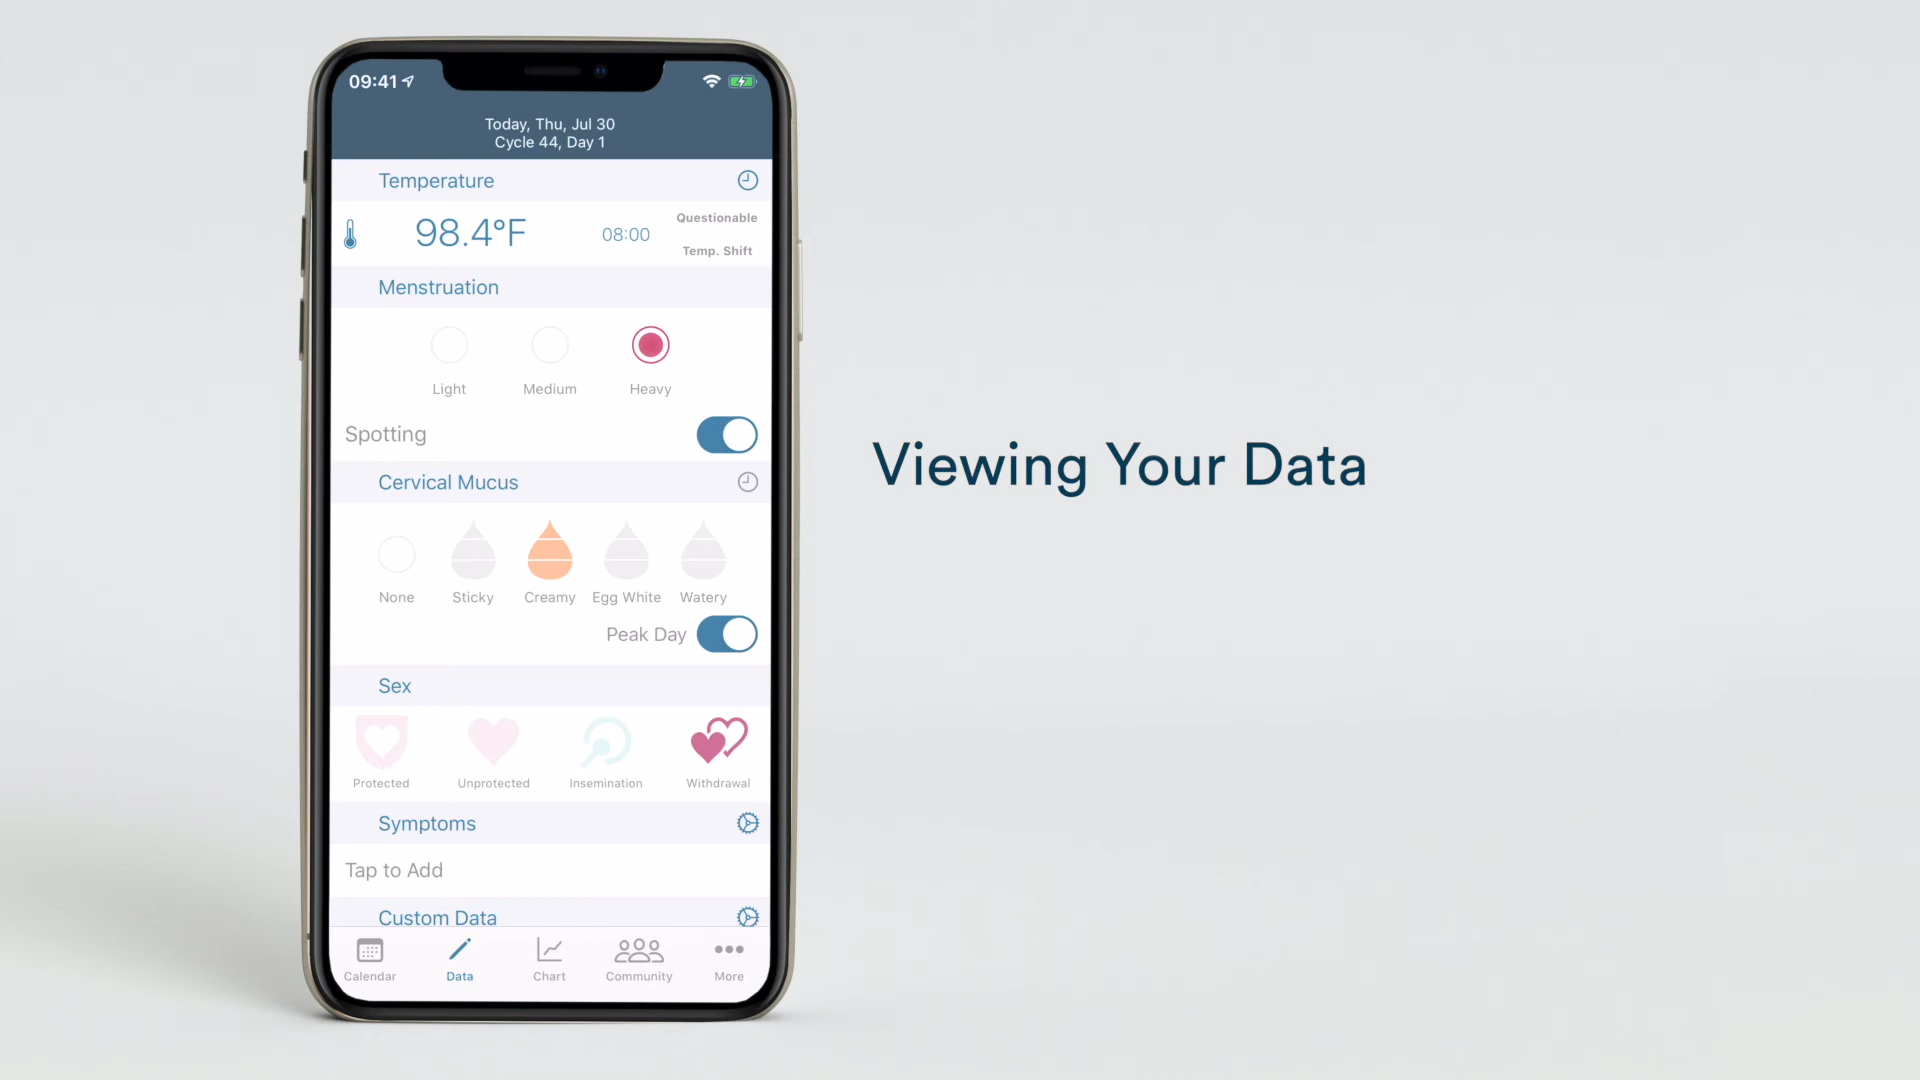 09:41
Today, Thu, Jul 30
Cycle 44, Day 1
Temperature
98.4°F
08:00
Questionable
Temp. Shift
Menstruation
Light
Medium
Heavy
Spotting
Cervical Mucus
None
Sticky
Creamy
Egg White
Watery
Peak Day
Sex
Protected
Unprotected
Insemination
Withdrawal
Symptoms
Tap to Add
Custom Data
Calendar
Data
Chart
Community
More
Viewing Your Data